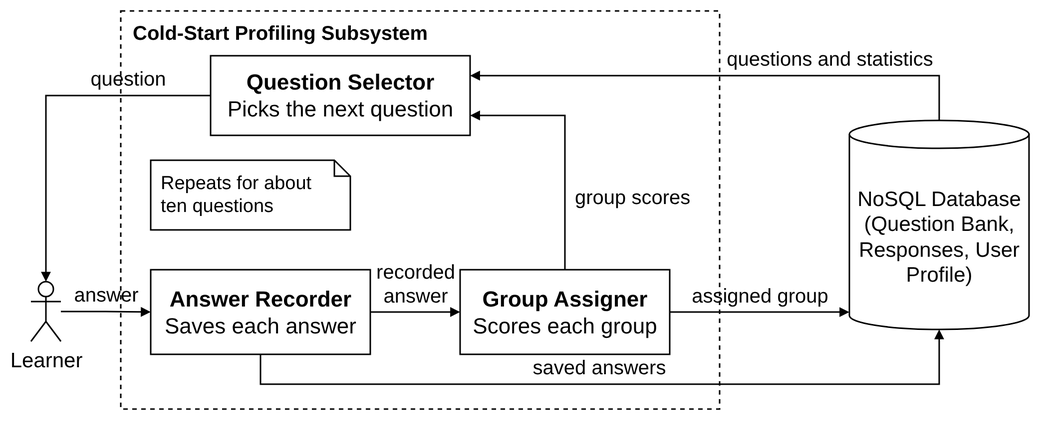 Cold-Start Profiling Subsystem
question
Question Selector
Picks the next question
questions and statistics
Repeats for about
ten questions
group scores
NoSQL Database
(Question Bank,
Responses, User
Profile)
Learner
answer
Answer Recorder
Saves each answer
recorded
answer
Group Assigner
Scores each group
assigned group
saved answers